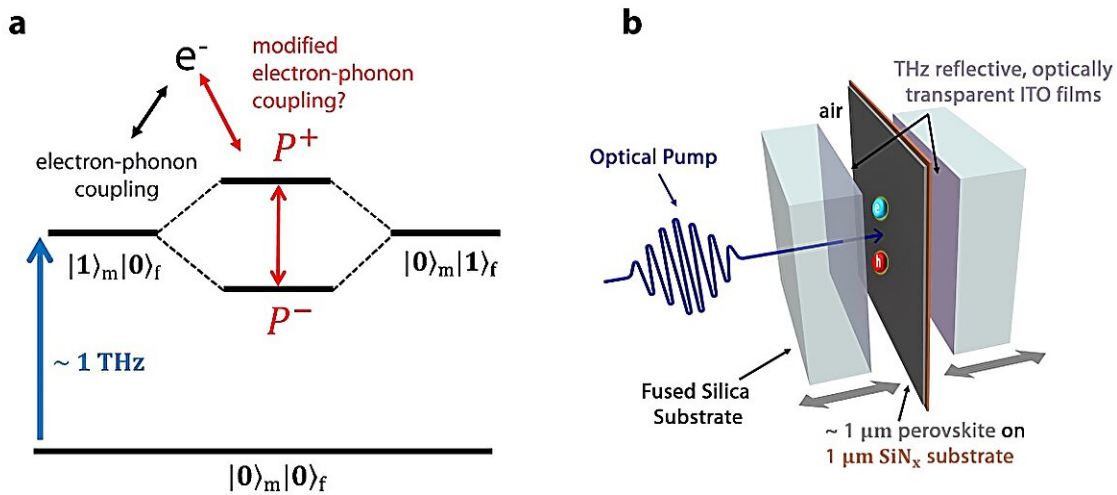 a
e⁻
modified
electron-phonon
coupling?
electron-phonon
coupling
P⁺
|1⟩ₘ|0⟩f
|0⟩ₘ|1⟩f
P⁻
~ 1 THz
|0⟩ₘ|0⟩f
b
THz reflective, optically
transparent ITO films
air
Optical Pump
e
h
Fused Silica
Substrate
~ 1 μm perovskite on
1 μm SiNₓ substrate